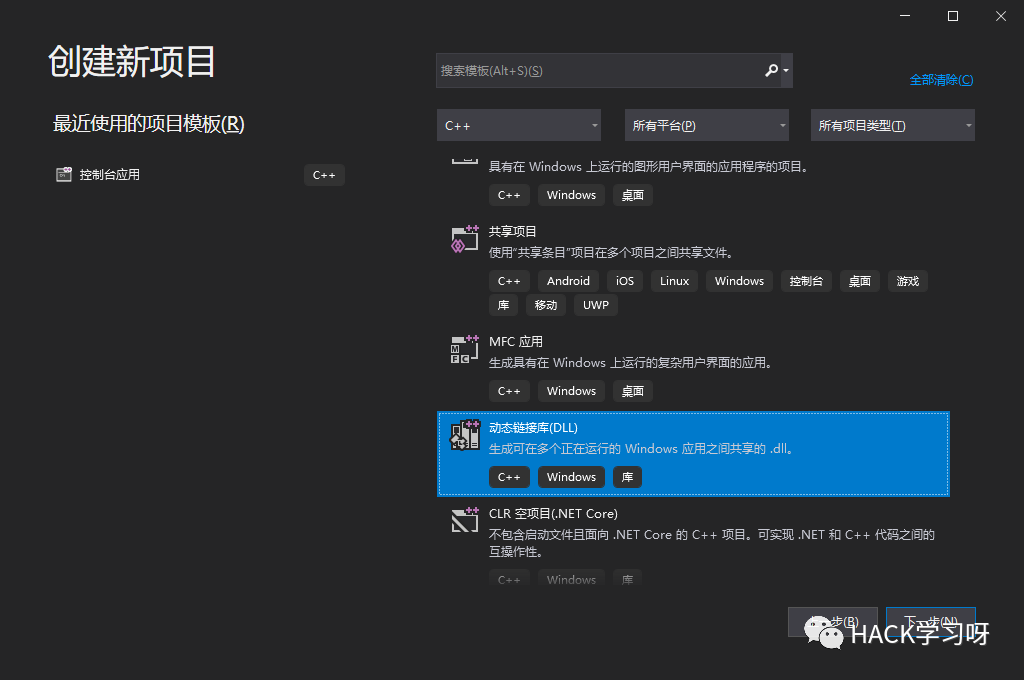 创建新项目
搜索模板(Alt+S)(S)
全部清除(C)
最近使用的项目模板(R)
C++
所有平台(P)
所有项目类型(T)
控制台应用
C++
具有在 Windows 上运行的图形用户界面的应用程序的项目。
C++ Windows 桌面
共享项目
使用“共享条目”项目在多个项目之间共享文件。
C++ Android iOS Linux Windows 控制台 桌面 游戏
库 移动 UWP
MFC 应用
生成具有在 Windows 上运行的复杂用户界面的应用。
C++ Windows 桌面
动态链接库(DLL)
生成可在多个正在运行的 Windows 应用之间共享的 .dll。
C++ Windows 库
CLR 空项目(.NET Core)
不包含启动文件且面向 .NET Core 的 C++ 项目。可实现 .NET 和 C++ 代码之间的
互操作性。
C++ Windows 库
步(B)
下一步(N)
HACK学习呀